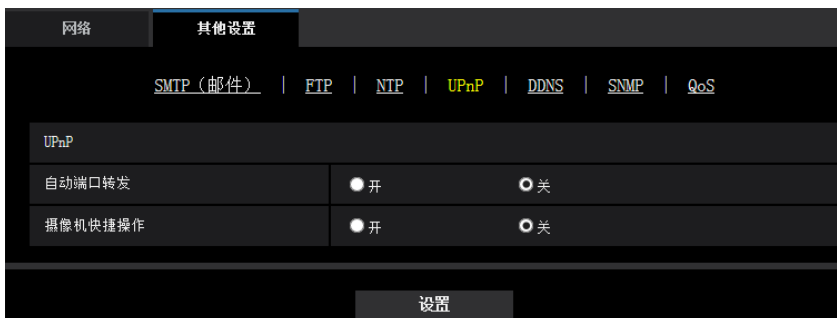 网络 其他设置
SMTP（邮件） | FTP | NTP | UPnP | DDNS | SNMP | QoS
UPnP
自动端口转发 开 关
摄像机快捷操作 开 关
设置